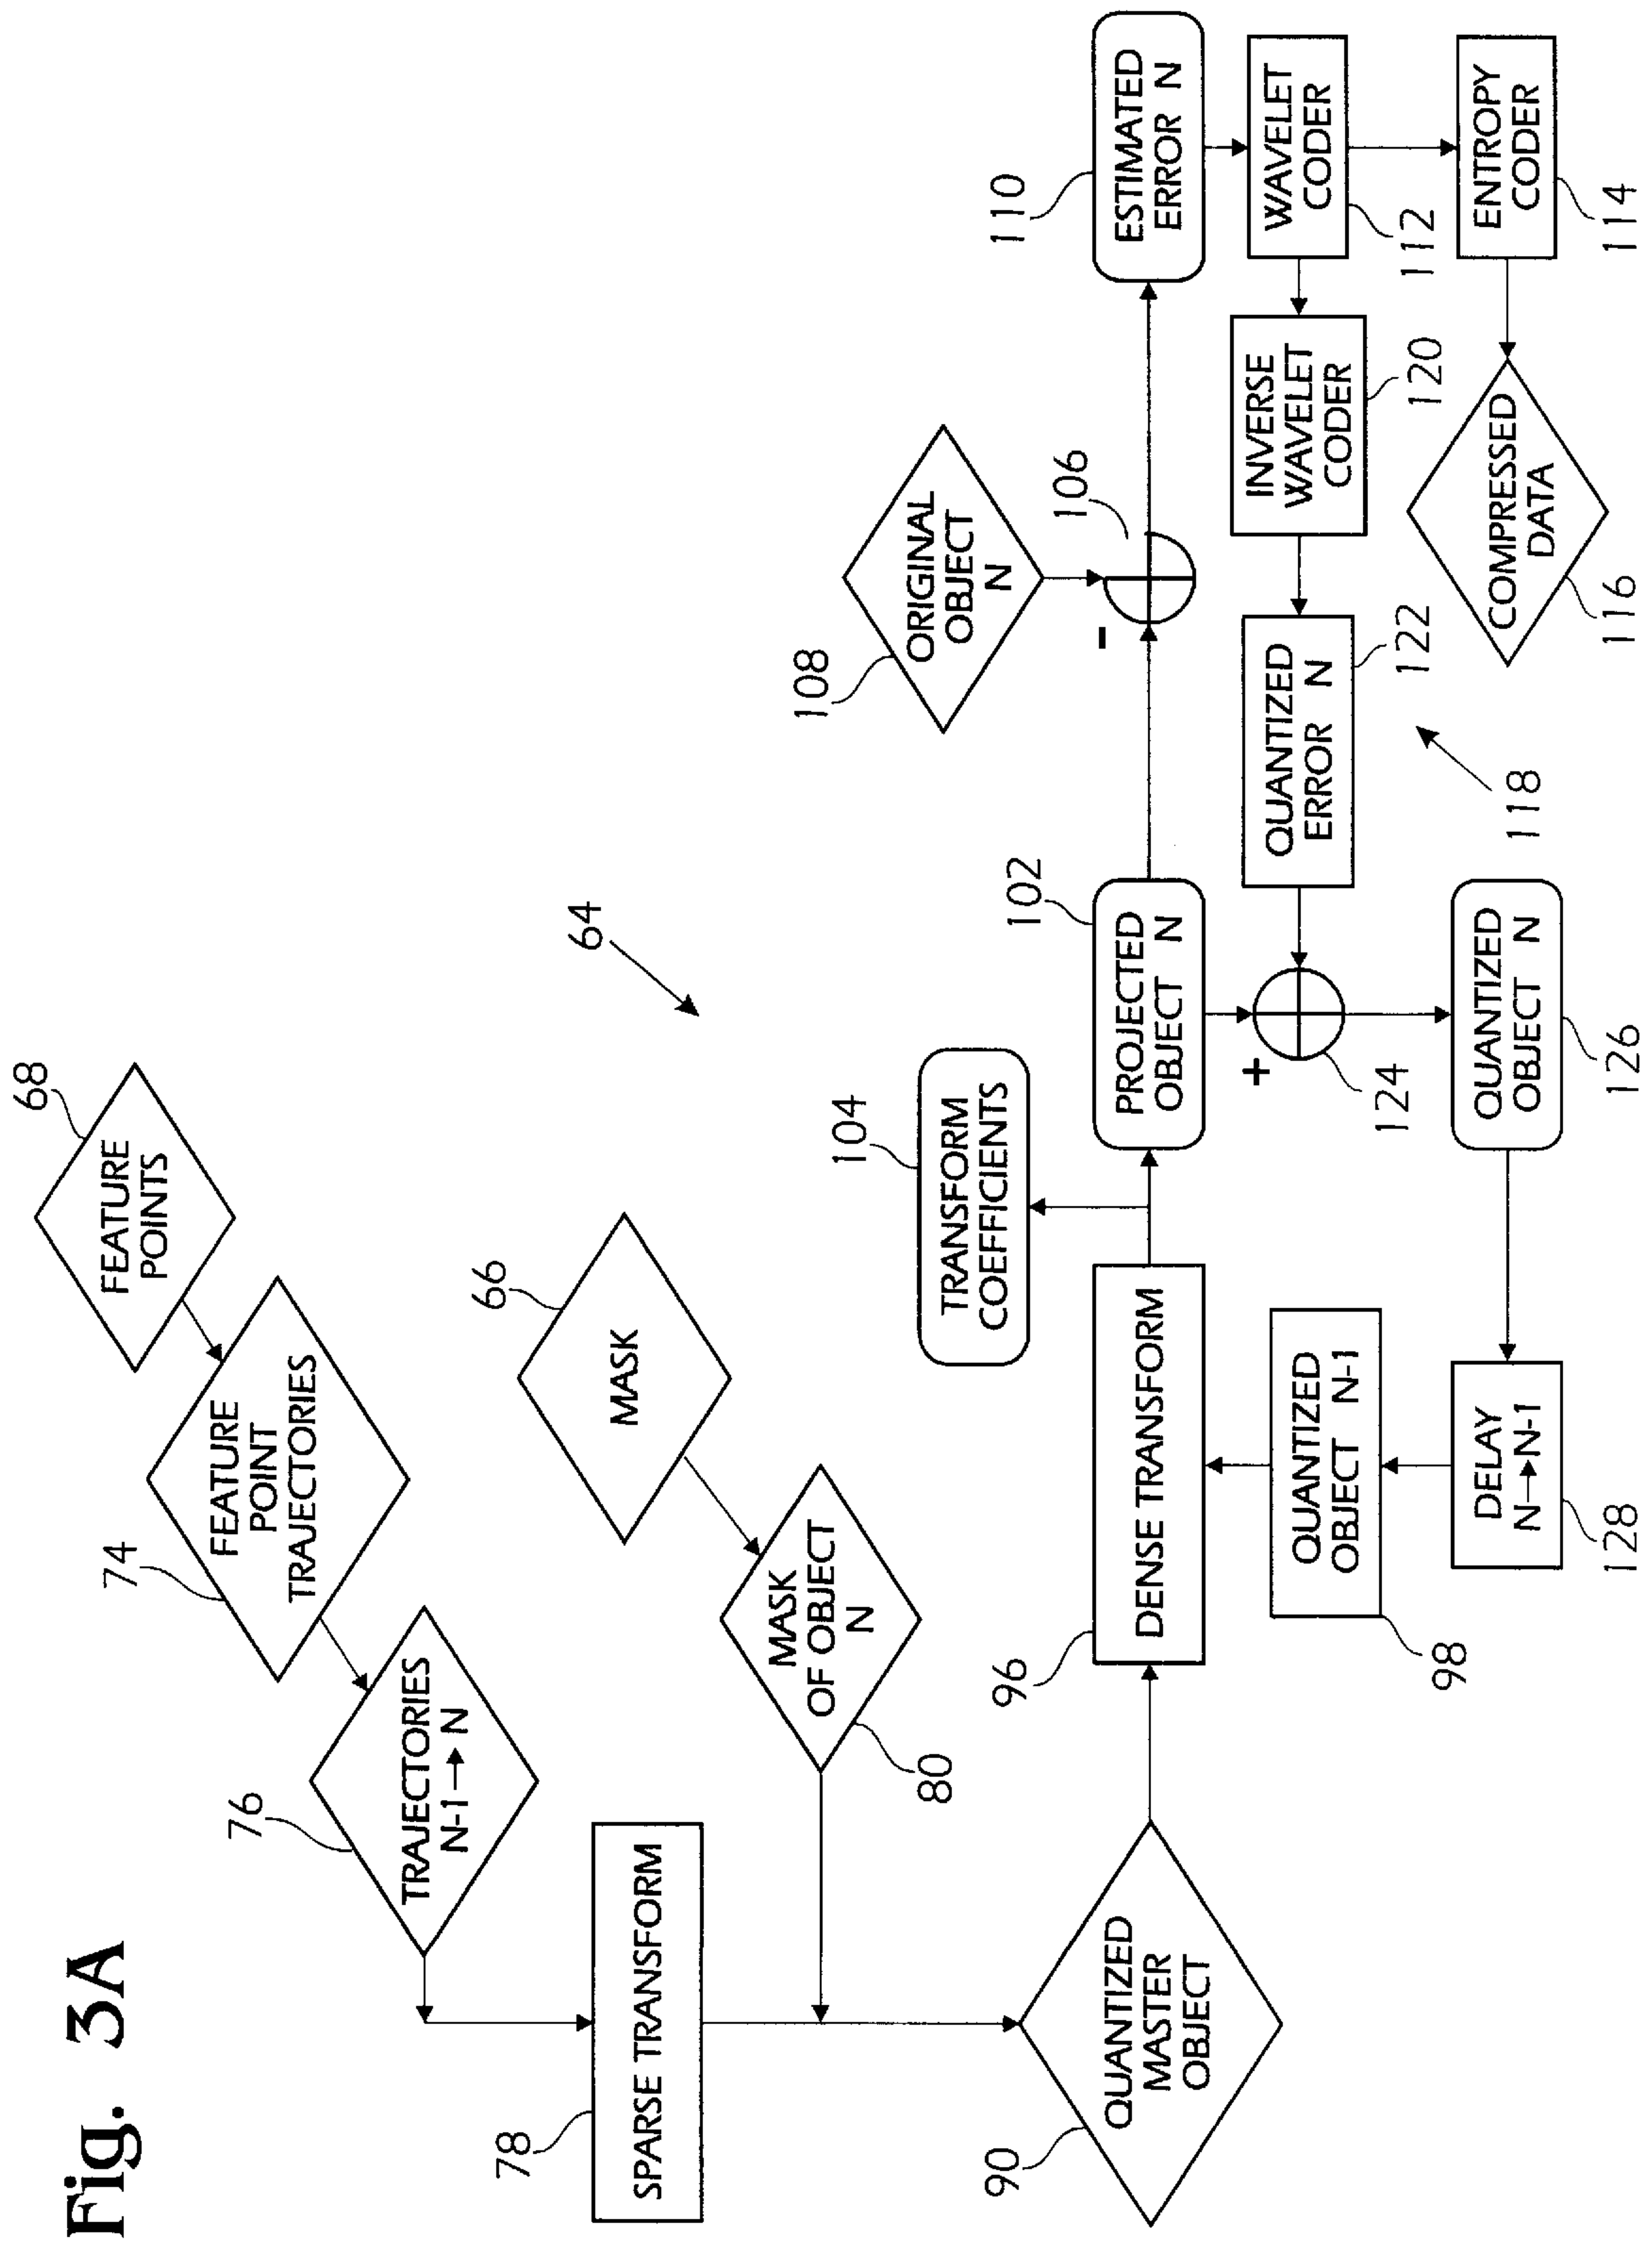 Fig. 3A
68
FEATURE
POINTS
74
FEATURE
POINT
TRAJECTORIES
76
TRAJECTORIES
N-1→N
78
SPARSE TRANSFORM
66
MASK
80
MASK
OF OBJECT
N
64
90
QUANTIZED
MASTER
OBJECT
96
DENSE TRANSFORM
104
TRANSFORM
COEFFICIENTS
102
PROJECTED
OBJECT N
108
ORIGINAL
OBJECT
N
-
106
110
ESTIMATED
ERROR N
WAVELET
CODER
112
ENTROPY
CODER
114
INVERSE
WAVELET
CODER
120
COMPRESSED
DATA
116
QUANTIZED
ERROR N
122
118
+
124
QUANTIZED
OBJECT N
126
DELAY
N→N-1
128
QUANTIZED
OBJECT N-1
98